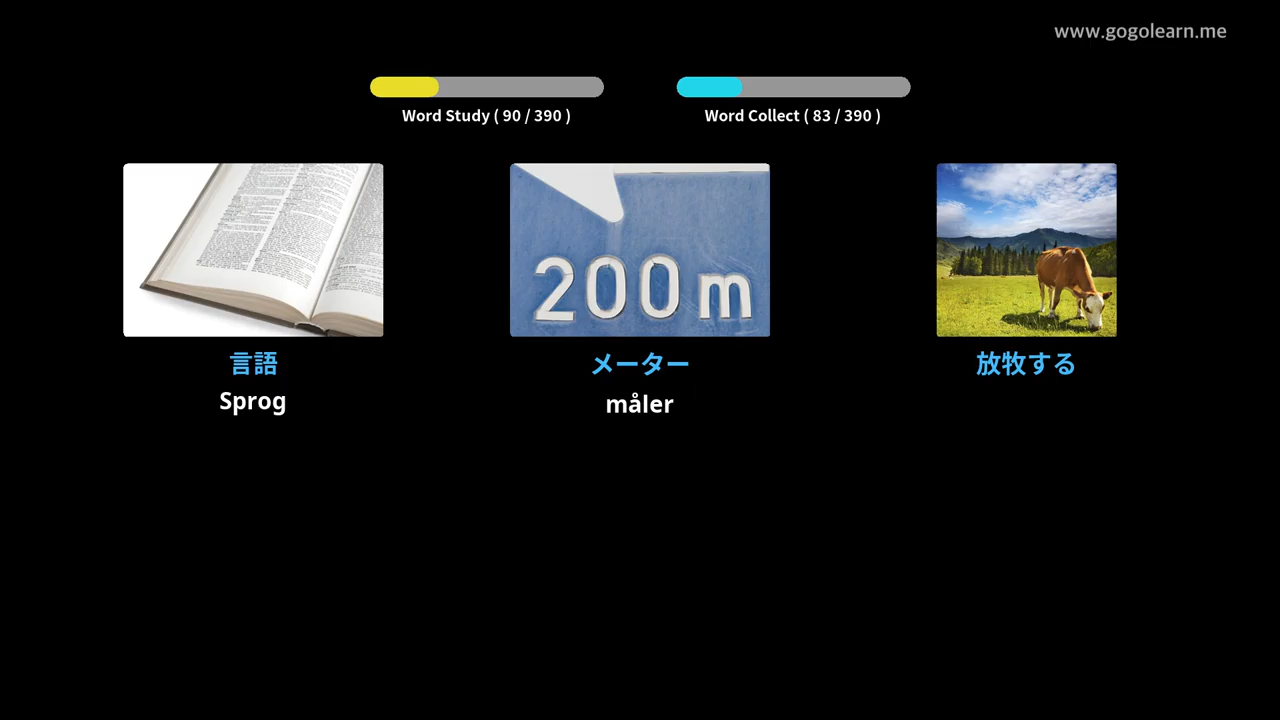 www.gogolearn.me
Word Study ( 90 / 390 )
Word Collect ( 83 / 390 )
200 m
言語
メーター
放牧する
Sprog
måler